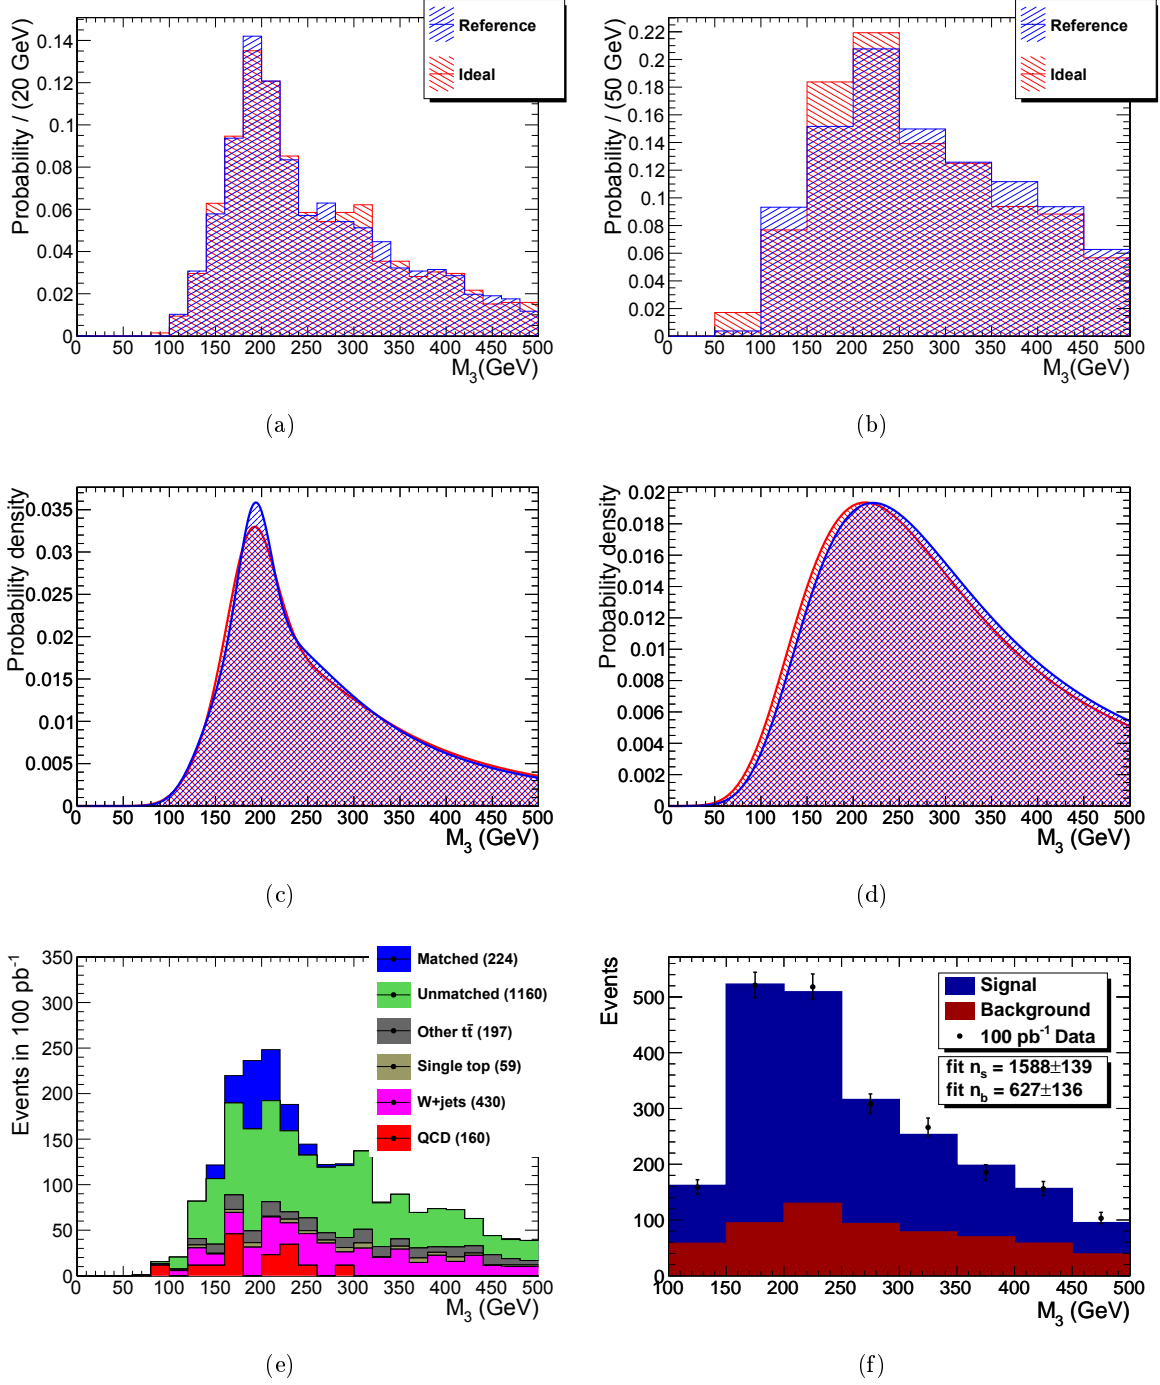 Probability / (20 GeV)
0.14
0.12
0.1
0.08
0.06
0.04
0.02
0
0 50 100 150 200 250 300 350 400 450 500
M3(GeV)
Reference
Ideal
(a)
Probability / (50 GeV)
0.22
0.2
0.18
0.16
0.14
0.12
0.1
0.08
0.06
0.04
0.02
0
0 50 100 150 200 250 300 350 400 450 500
M3(GeV)
Reference
Ideal
(b)
Probability density
0.035
0.03
0.025
0.02
0.015
0.01
0.005
0
0 50 100 150 200 250 300 350 400 450 500
M3 (GeV)
(c)
Probability density
0.02
0.018
0.016
0.014
0.012
0.01
0.008
0.006
0.004
0.002
0
0 50 100 150 200 250 300 350 400 450 500
M3 (GeV)
(d)
Events in 100 pb-1
350
300
250
200
150
100
50
0
0 50 100 150 200 250 300 350 400 450 500
M3 (GeV)
Matched (224)
Unmatched (1160)
Other tt̄ (197)
Single top (59)
W+jets (430)
QCD (160)
(e)
Events
500
400
300
200
100
0
100 150 200 250 300 350 400 450 500
M3 (GeV)
Signal
Background
100 pb-1 Data
fit ns = 1588±139
fit nb = 627±136
(f)